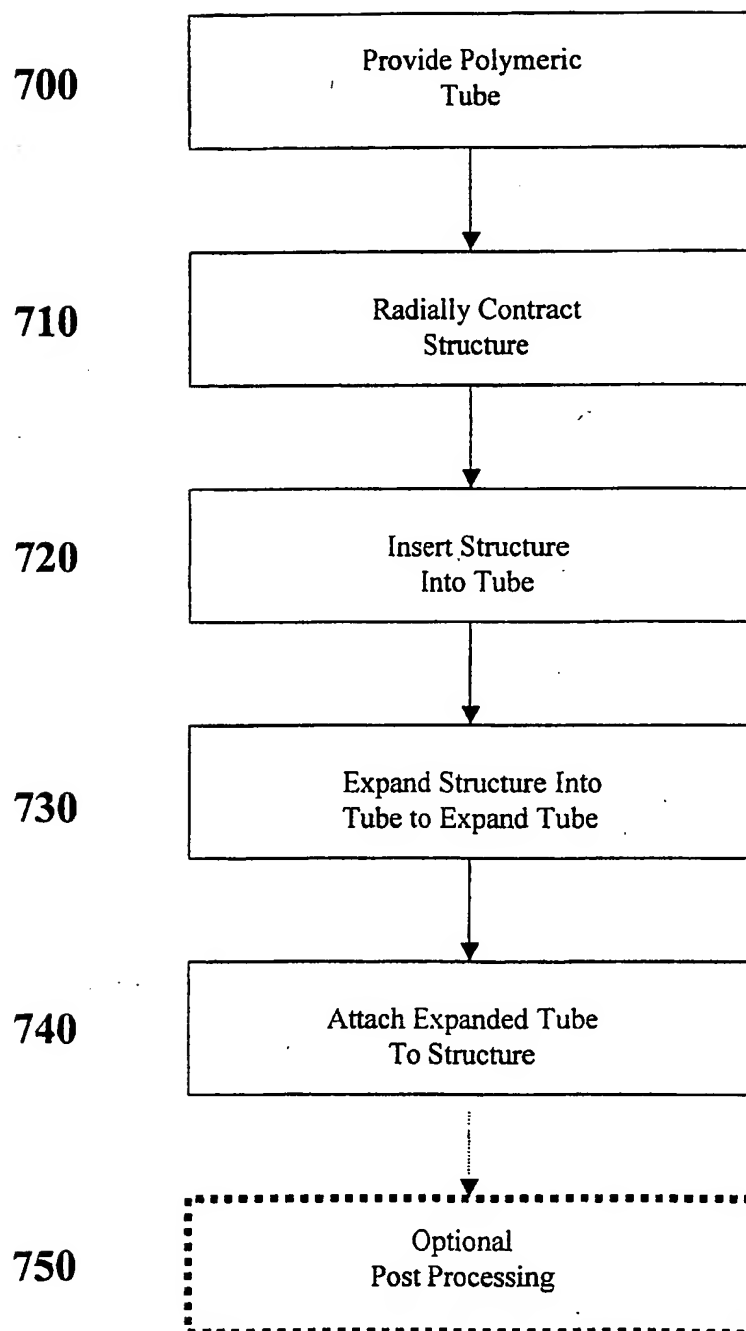 700
Provide Polymeric
Tube
710
Radially Contract
Structure
720
Insert Structure
Into Tube
730
Expand Structure Into
Tube to Expand Tube
740
Attach Expanded Tube
To Structure
750
Optional
Post Processing